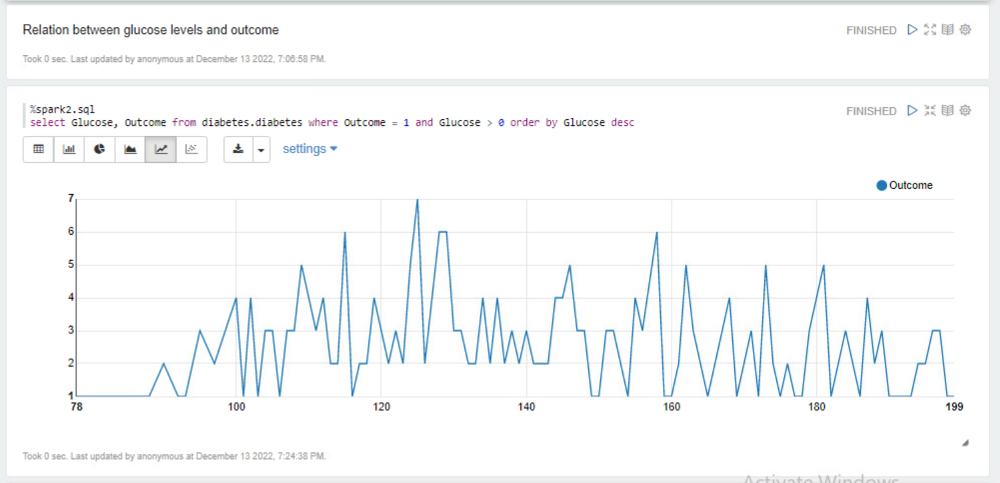 Relation between glucose levels and outcome
FINISHED
Took 0 sec. Last updated by anonymous at December 13 2022, 7:06:58 PM.
%spark2.sql
FINISHED
select Glucose, Outcome from diabetes.diabetes where Outcome = 1 and Glucose > 0 order by Glucose desc
settings
Outcome
7
6
5
4
3
2
1
78 100 120 140 160 180 199
Took 0 sec. Last updated by anonymous at December 13 2022, 7:24:38 PM.
Activate Windows